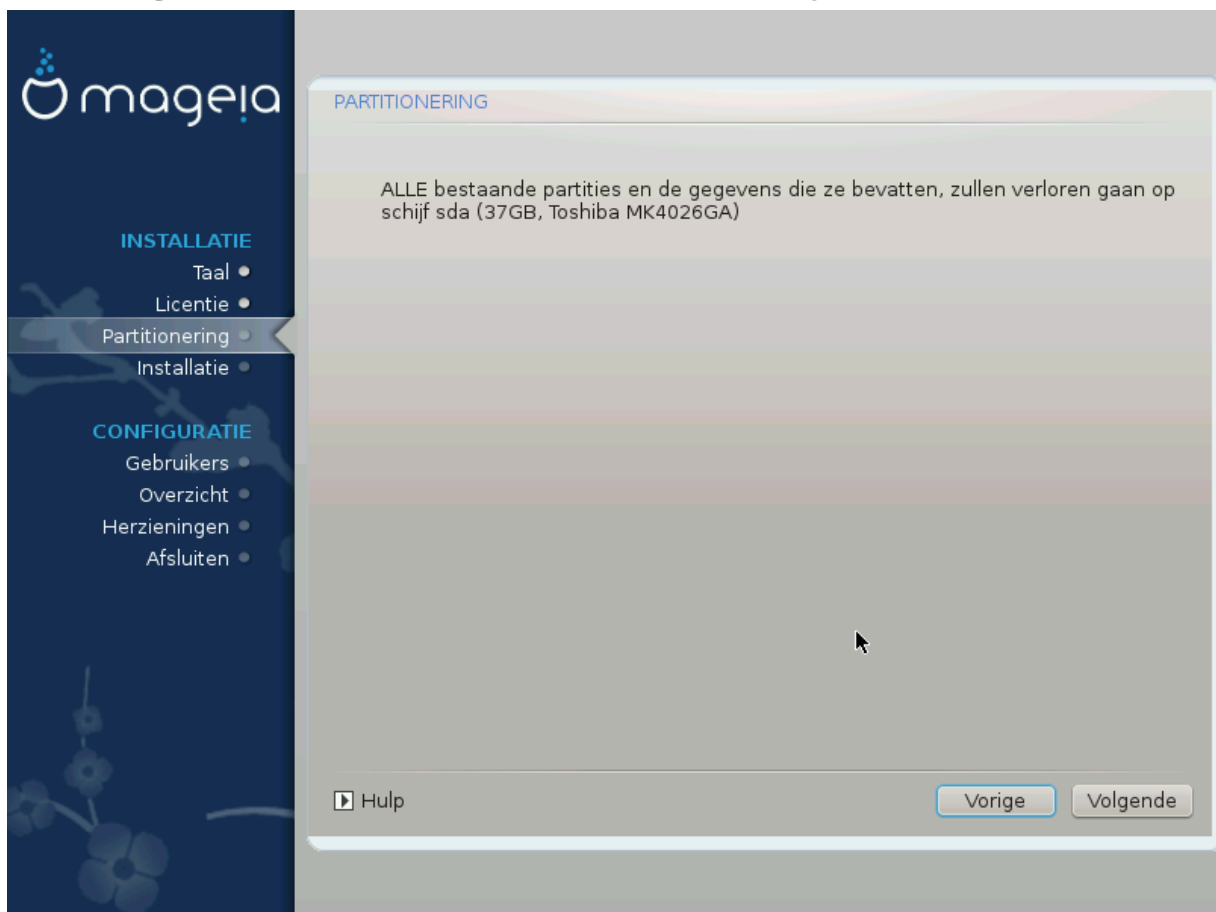 mageia
INSTALLATIE
Taal
Licentie
Partitionering
Installatie
CONFIGURATIE
Gebruikers
Overzicht
Herzieningen
Afsluiten
PARTITIONERING
ALLE bestaande partities en de gegevens die ze bevatten, zullen verloren gaan op
schijf sda (37GB, Toshiba MK4026GA)
Hulp
Vorige
Volgende